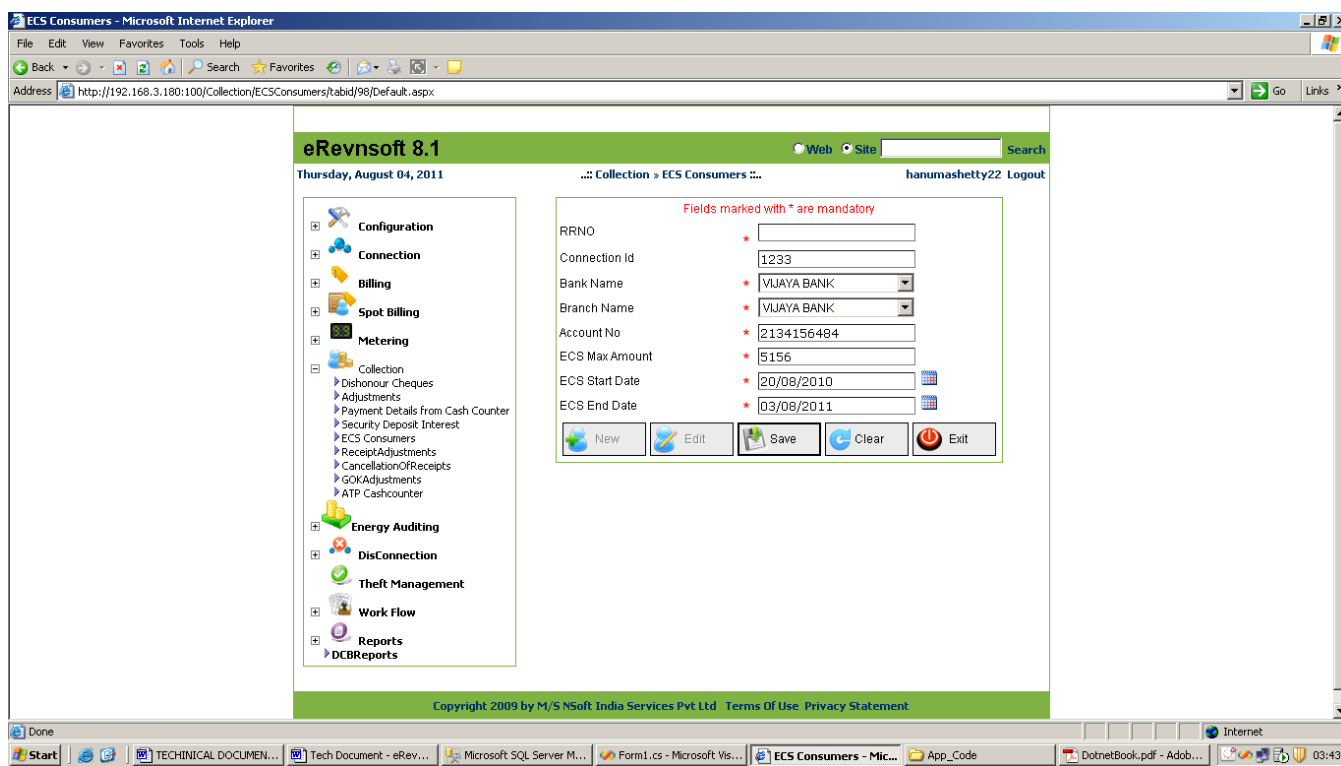 ECS Consumers - Microsoft Internet Explorer
File Edit View Favorites Tools Help
Back Search Favorites
Address http://192.168.3.180:100/Collection/ECSConsumers/tabid/98/Default.aspx Go Links
eRevnsoft 8.1 Web Site Search
Thursday, August 04, 2011 ..:: Collection » ECS Consumers ::.. hanumashetty22 Logout
Configuration
Connection
Billing
Spot Billing
Metering
Collection
Dishonour Cheques
Adjustments
Payment Details from Cash Counter
Security Deposit Interest
ECS Consumers
ReceiptAdjustments
CancellationOfReceipts
GOKAdjustments
ATP Cashcounter
Energy Auditing
DisConnection
Theft Management
Work Flow
Reports
DCBReports
Fields marked with * are mandatory
RRNO *
Connection Id 1233
Bank Name * VIJAYA BANK
Branch Name * VIJAYA BANK
Account No * 2134156484
ECS Max Amount * 5156
ECS Start Date * 20/08/2010
ECS End Date * 03/08/2011
New Edit Save Clear Exit
Copyright 2009 by M/S NSoft India Services Pvt Ltd Terms Of Use Privacy Statement
Done Internet
Start TECHINICAL DOCUMEN... Tech Document - eRev... Microsoft SQL Server M... Form1.cs - Microsoft Vis... ECS Consumers - Mic... App_Code DotnetBook.pdf - Adob... 03:43